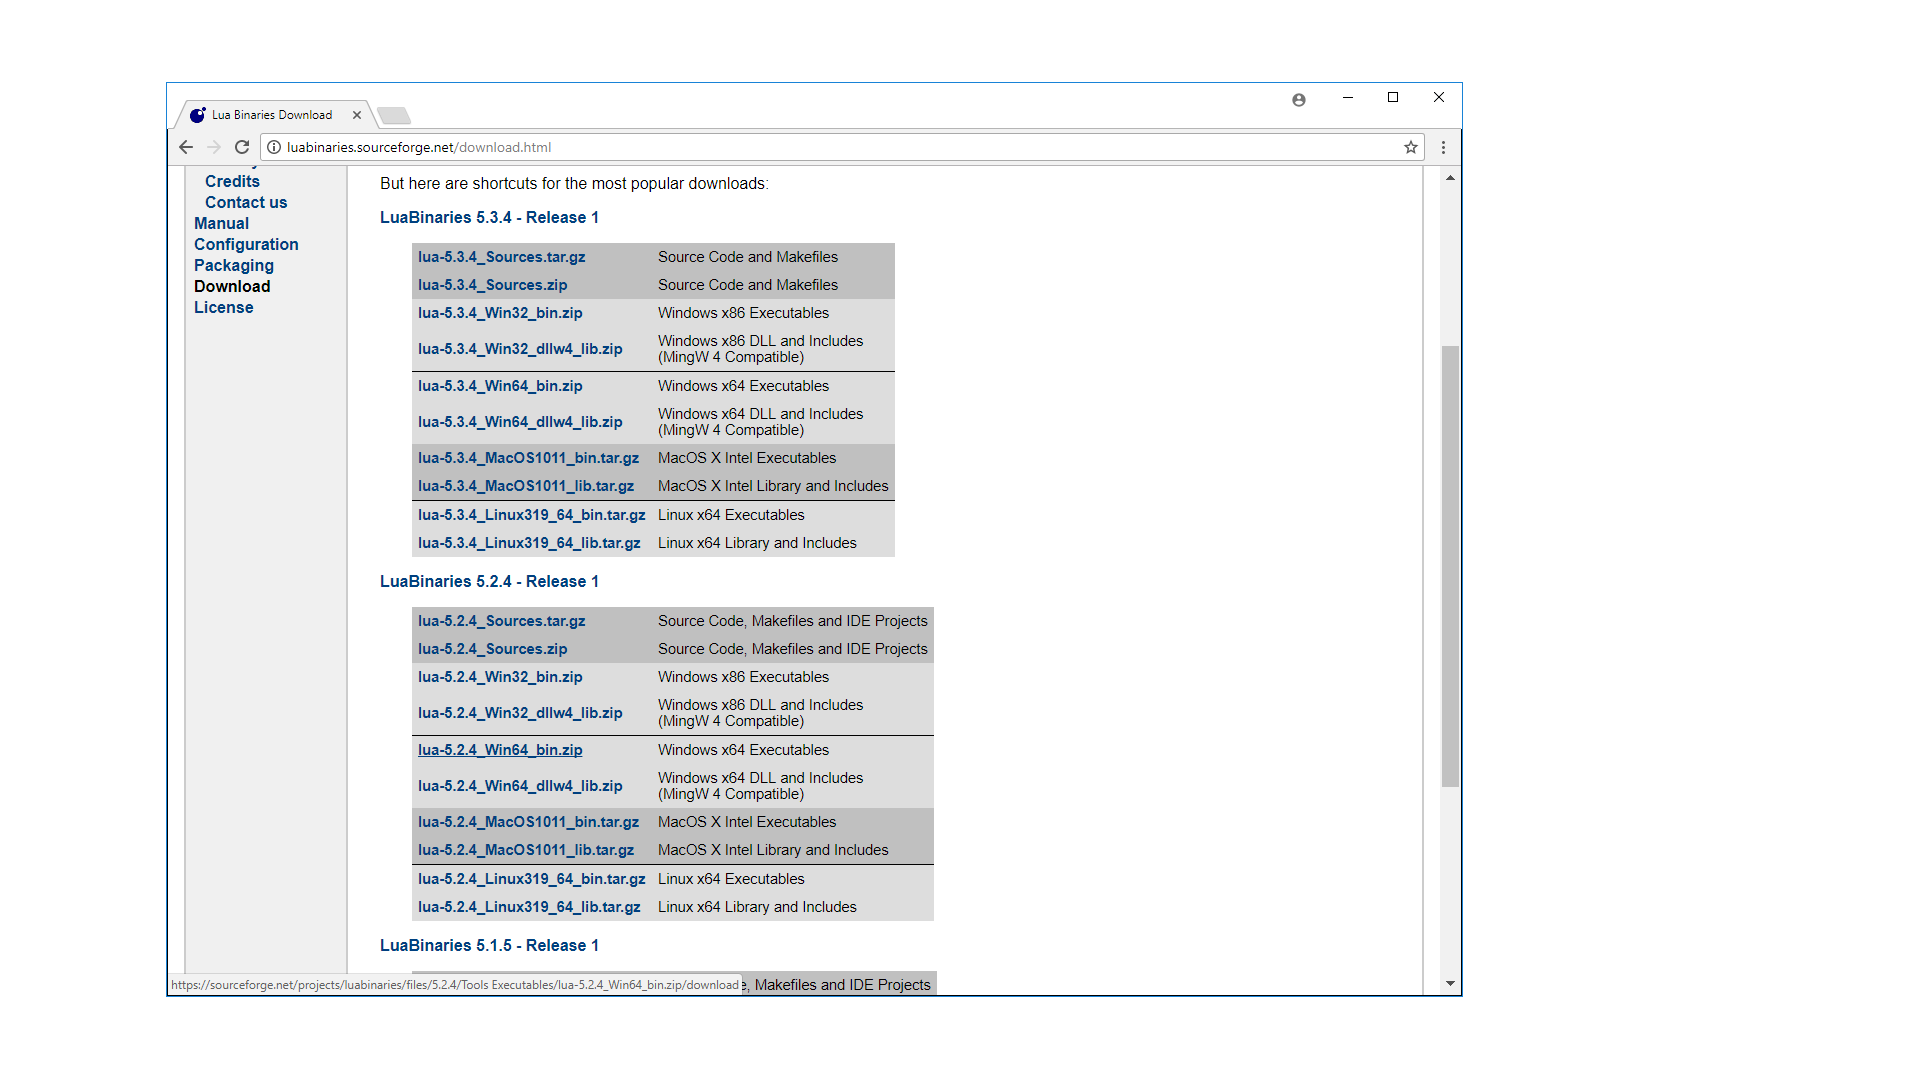 Lua Binaries Download
luabinaries.sourceforge.net/download.html
Credits
Contact us
Manual
Configuration
Packaging
Download
License
But here are shortcuts for the most popular downloads:
LuaBinaries 5.3.4 - Release 1
lua-5.3.4_Sources.tar.gz Source Code and Makefiles
lua-5.3.4_Sources.zip Source Code and Makefiles
lua-5.3.4_Win32_bin.zip Windows x86 Executables
lua-5.3.4_Win32_dllw4_lib.zip Windows x86 DLL and Includes
(MingW 4 Compatible)
lua-5.3.4_Win64_bin.zip Windows x64 Executables
lua-5.3.4_Win64_dllw4_lib.zip Windows x64 DLL and Includes
(MingW 4 Compatible)
lua-5.3.4_MacOS1011_bin.tar.gz MacOS X Intel Executables
lua-5.3.4_MacOS1011_lib.tar.gz MacOS X Intel Library and Includes
lua-5.3.4_Linux319_64_bin.tar.gz Linux x64 Executables
lua-5.3.4_Linux319_64_lib.tar.gz Linux x64 Library and Includes
LuaBinaries 5.2.4 - Release 1
lua-5.2.4_Sources.tar.gz Source Code, Makefiles and IDE Projects
lua-5.2.4_Sources.zip Source Code, Makefiles and IDE Projects
lua-5.2.4_Win32_bin.zip Windows x86 Executables
lua-5.2.4_Win32_dllw4_lib.zip Windows x86 DLL and Includes
(MingW 4 Compatible)
lua-5.2.4_Win64_bin.zip Windows x64 Executables
lua-5.2.4_Win64_dllw4_lib.zip Windows x64 DLL and Includes
(MingW 4 Compatible)
lua-5.2.4_MacOS1011_bin.tar.gz MacOS X Intel Executables
lua-5.2.4_MacOS1011_lib.tar.gz MacOS X Intel Library and Includes
lua-5.2.4_Linux319_64_bin.tar.gz Linux x64 Executables
lua-5.2.4_Linux319_64_lib.tar.gz Linux x64 Library and Includes
LuaBinaries 5.1.5 - Release 1
https://sourceforge.net/projects/luabinaries/files/5.2.4/Tools Executables/lua-5.2.4_Win64_bin.zip/download , Makefiles and IDE Projects